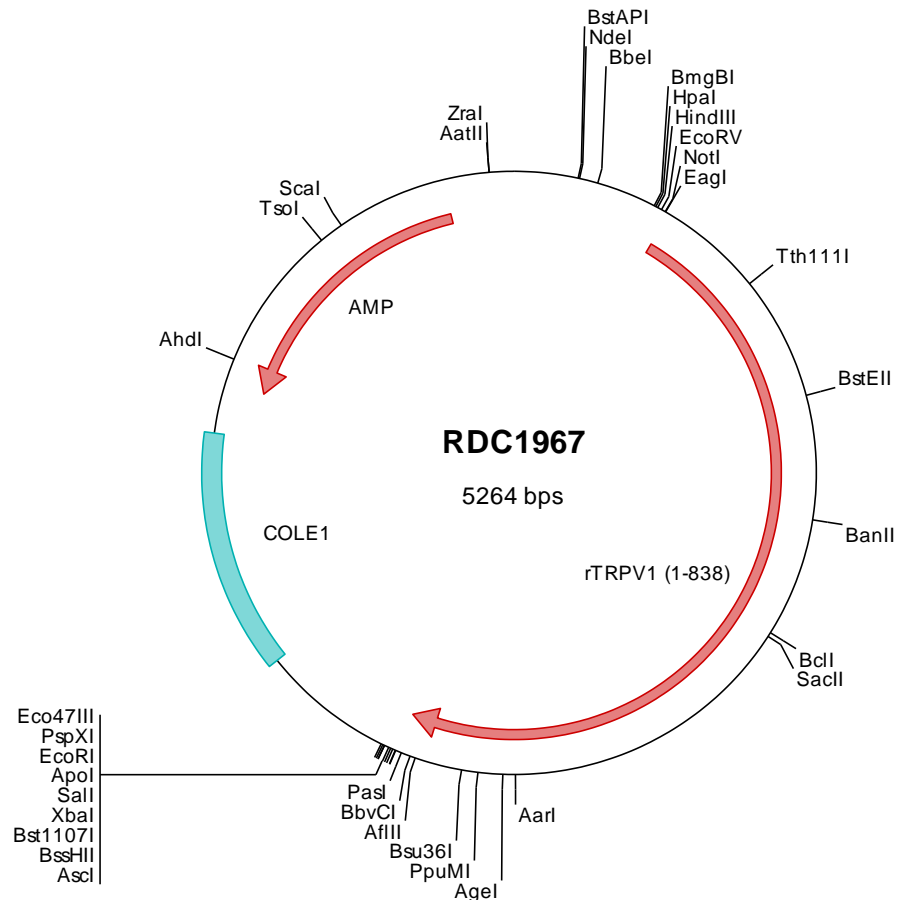 BstAPI
NdeI
BbeI
BmgBI
HpaI
HindIII
EcoRV
NotI
EagI
ZraI
AatII
ScaI
TsoI
Tth111I
AMP
AhdI
BstEII
RDC1967
5264 bps
COLE1
BanII
rTRPV1 (1-838)
BclI
SacII
Eco47III
PspXI
EcoRI
ApoI
SalI
XbaI
Bst1107I
BssHII
AscI
PasI
BbvCI
AflII
Bsu36I
PpuMI
AgeI
AarI